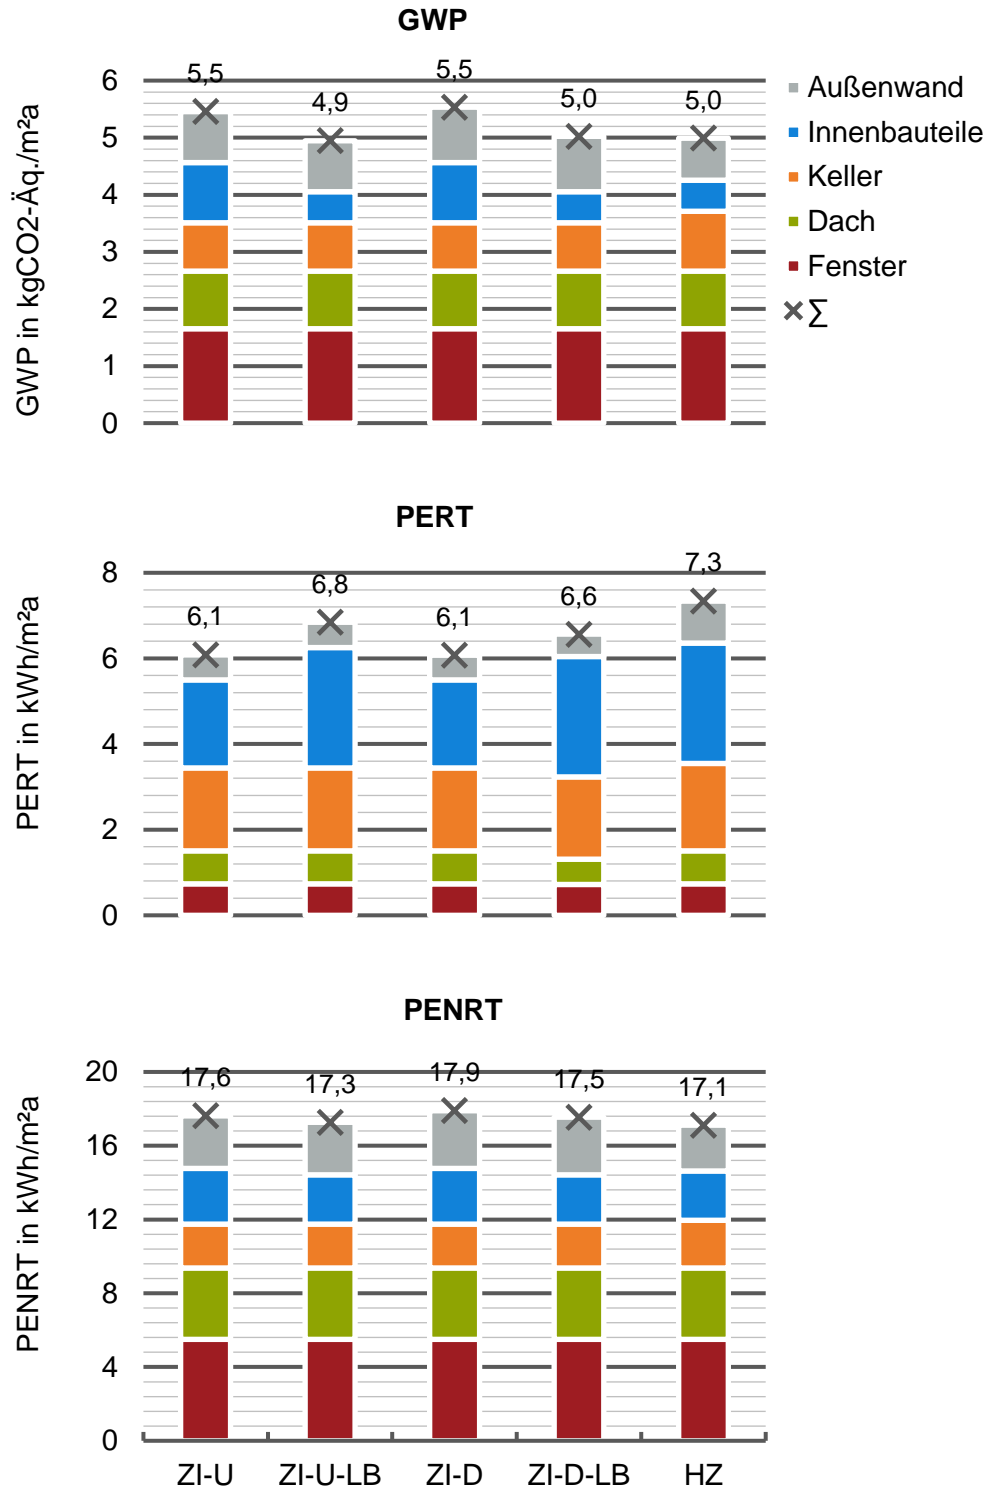 GWP
GWP in kgCO2-Äq./m²a
6
5
4
3
2
1
0
5,5
4,9
5,5
5,0
5,0
Außenwand
Innenbauteile
Keller
Dach
Fenster
∑
PERT
PERT in kWh/m²a
8
6
4
2
0
6,1
6,8
6,1
6,6
7,3
PENRT
PENRT in kWh/m²a
20
16
12
8
4
0
17,6
17,3
17,9
17,5
17,1
ZI-U
ZI-U-LB
ZI-D
ZI-D-LB
HZ